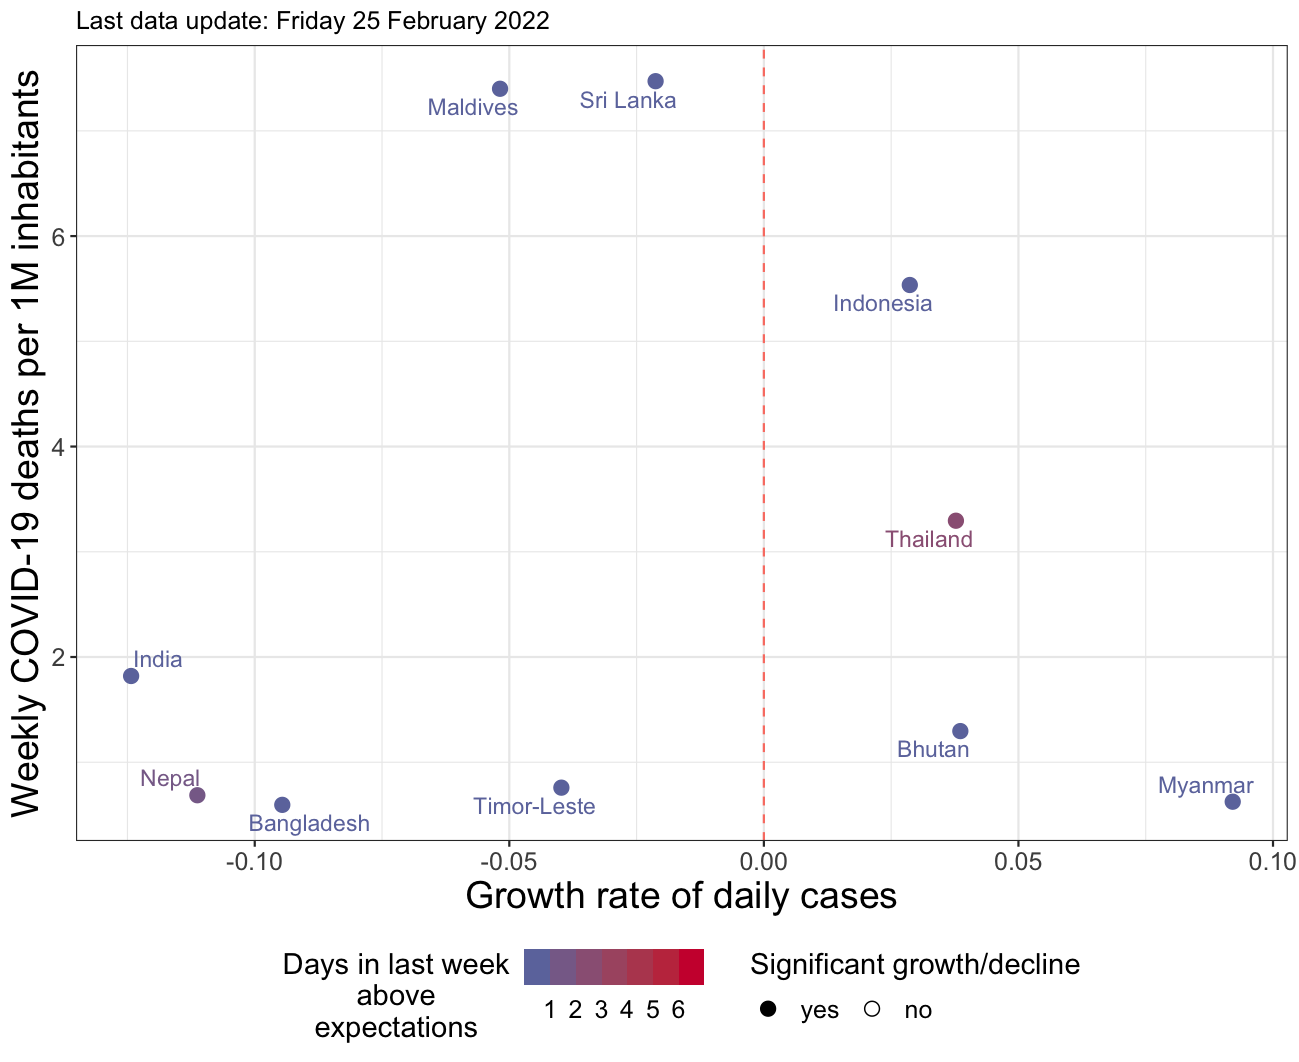 Last data update: Friday 25 February 2022
Weekly COVID-19 deaths per 1M inhabitants
6
4
2
Maldives
Sri Lanka
Indonesia
Thailand
India
Bhutan
Nepal
Myanmar
Timor-Leste
Bangladesh
-0.10 -0.05 0.00 0.05 0.10
Growth rate of daily cases
Days in last week
above
expectations
1 2 3 4 5 6
Significant growth/decline
yes no